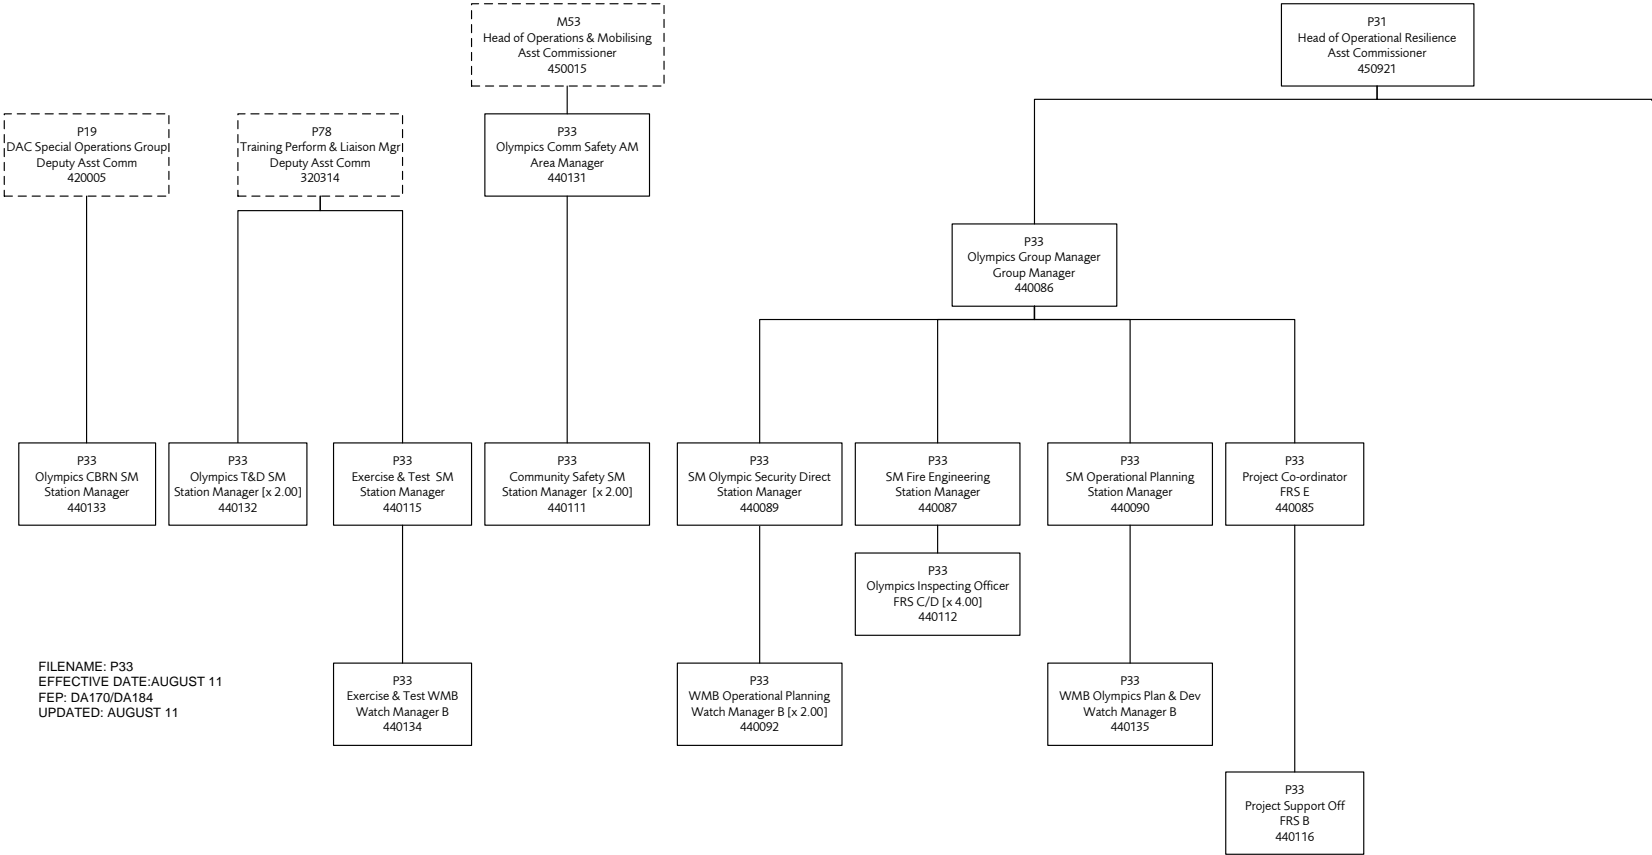 M53
Head of Operations & Mobilising
Asst Commissioner
450015
P31
Head of Operational Resilience
Asst Commissioner
450921
P19
DAC Special Operations Group
Deputy Asst Comm
420005
P78
Training Perform & Liaison Mgr
Deputy Asst Comm
320314
P33
Olympics Comm Safety AM
Area Manager
440131
P33
Olympics Group Manager
Group Manager
440086
P33
Olympics CBRN SM
Station Manager
440133
P33
Olympics T&D SM
Station Manager [x 2.00]
440132
P33
Exercise & Test SM
Station Manager
440115
P33
Community Safety SM
Station Manager [x 2.00]
440111
P33
SM Olympic Security Direct
Station Manager
440089
P33
SM Fire Engineering
Station Manager
440087
P33
SM Operational Planning
Station Manager
440090
P33
Project Co-ordinator
FRS E
440085
P33
Olympics Inspecting Officer
FRS C/D [x 4.00]
440112
FILENAME: P33
EFFECTIVE DATE:AUGUST 11
FEP: DA170/DA184
UPDATED: AUGUST 11
P33
Exercise & Test WMB
Watch Manager B
440134
P33
WMB Operational Planning
Watch Manager B [x 2.00]
440092
P33
WMB Olympics Plan & Dev
Watch Manager B
440135
P33
Project Support Off
FRS B
440116